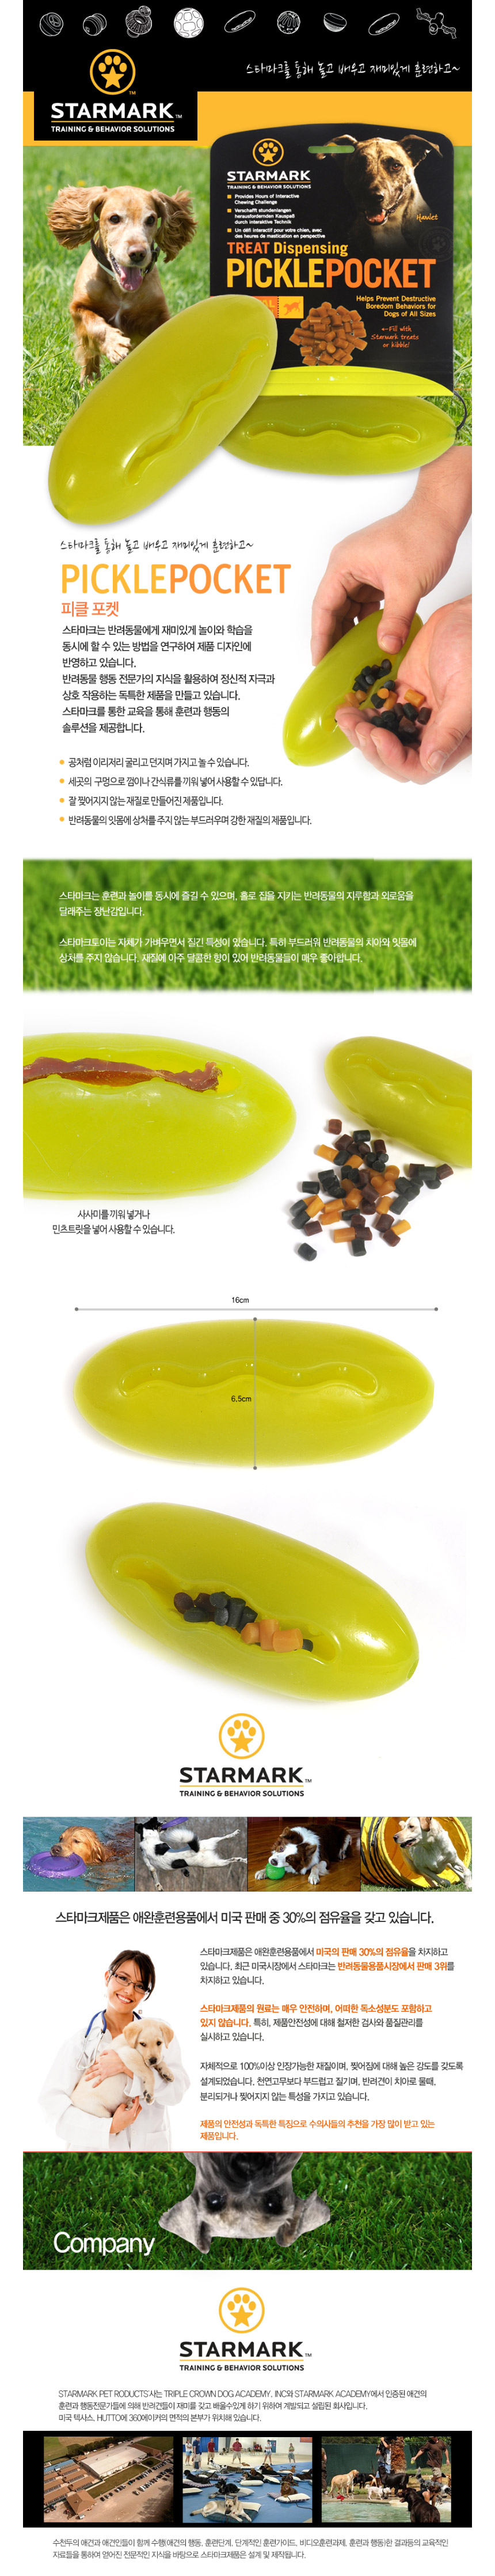 스타마크를 통해 놀고 배우고 재미있게 훈련하고~
STARMARK™
TRAINING & BEHAVIOR SOLUTIONS
STARMARK
TRAINING & BEHAVIOR SOLUTIONS
Provides Hours of Interactive
Chewing Challenge
Verschafft stundenlangen
herausfordernden Kauspaß
durch interaktive Technik
Un défi interactif pour votre chien, avec
des heures de mastication en perspective
Hamlet
TREAT Dispensing
PICKLEPOCKET
Helps Prevent Destructive
Boredom Behaviors for
Dogs of All Sizes
Fill with
Starmark treats
or kibble!
스타마크를 통해 놀고 배우고 재미있게 훈련하고~
PICKLEPOCKET
피클 포켓
스타마크는 반려동물에게 재미있게 놀이와 학습을
동시에 할 수 있는 방법을 연구하여 제품 디자인에
반영하고 있습니다.
반려동물 행동 전문가의 지식을 활용하여 정신적 자극과
상호 작용하는 독특한 제품을 만들고 있습니다.
스타마크를 통한 교육을 통해 훈련과 행동의
솔루션을 제공합니다.
공처럼 이리저리 굴리고 던지며 가지고 놀 수 있습니다.
세곳의 구멍으로 껌이나 간식류를 끼워 넣어 사용할 수 있답니다.
잘 찢어지지 않는 재질로 만들어진 제품입니다.
반려동물의 잇몸에 상처를 주지 않는 부드러우며 강한 재질의 제품입니다.
스타마크는 훈련과 놀이를 동시에 즐길 수 있으며, 홀로 집을 지키는 반려동물의 지루함과 외로움을
달래주는 장난감입니다.
스타마크토이는 자체가 가벼우면서 질긴 특성이 있습니다. 특히 부드러워 반려동물의 치아와 잇몸에
상처를 주지 않습니다. 재질에 아주 달콤한 향이 있어 반려동물들이 매우 좋아합니다.
사사미를 끼워 넣거나
민츠트릿을 넣어 사용할 수 있습니다.
16cm
6.5cm
STARMARK™
TRAINING & BEHAVIOR SOLUTIONS
스타마크제품은 애완훈련용품에서 미국 판매 중 30%의 점유율을 갖고 있습니다.
스타마크제품은 애완훈련용품에서 미국의 판매 30%의 점유율을 차지하고
있습니다. 최근 미국시장에서 스타마크는 반려동물용품시장에서 판매 3위를
차지하고 있습니다.
스타마크제품의 원료는 매우 안전하며, 어떠한 독소성분도 포함하고
있지 않습니다. 특히, 제품안전성에 대해 철저한 검사와 품질관리를
실시하고 있습니다.
자체적으로 100%이상 인장가능한 재질이며, 찢어짐에 대해 높은 강도를 갖도록
설계되었습니다. 천연고무보다 부드럽고 질기며, 반려견이 치아로 물때,
분리되거나 찢어지지 않는 특성을 가지고 있습니다.
제품의 안전성과 독특한 특징으로 수의사들의 추천을 가장 많이 받고 있는
제품입니다.
Company
STARMARK™
TRAINING & BEHAVIOR SOLUTIONS
STARMARK PET RODUCTS사는 TRIPLE CROWN DOG ACADEMY, INC와 STARMARK ACADEMY에서 인증된 애견의
훈련과 행동전문가들에 의해 반려견들이 재미를 갖고 배울수있게 하기 위하여 개발되고 설립된 회사입니다.
미국 텍사스, HUTTO에 360에이커의 면적의 본부가 위치해 있습니다.
수천두의 애견과 애견인들이 함께 수행(애견의 행동, 훈련단계, 단계적인 훈련가이드, 비디오훈련과제, 훈련과 행동)한 결과등의 교육적인
자료들을 통하여 얻어진 전문적인 지식을 바탕으로 스타마크제품은 설계 및 제작됩니다.